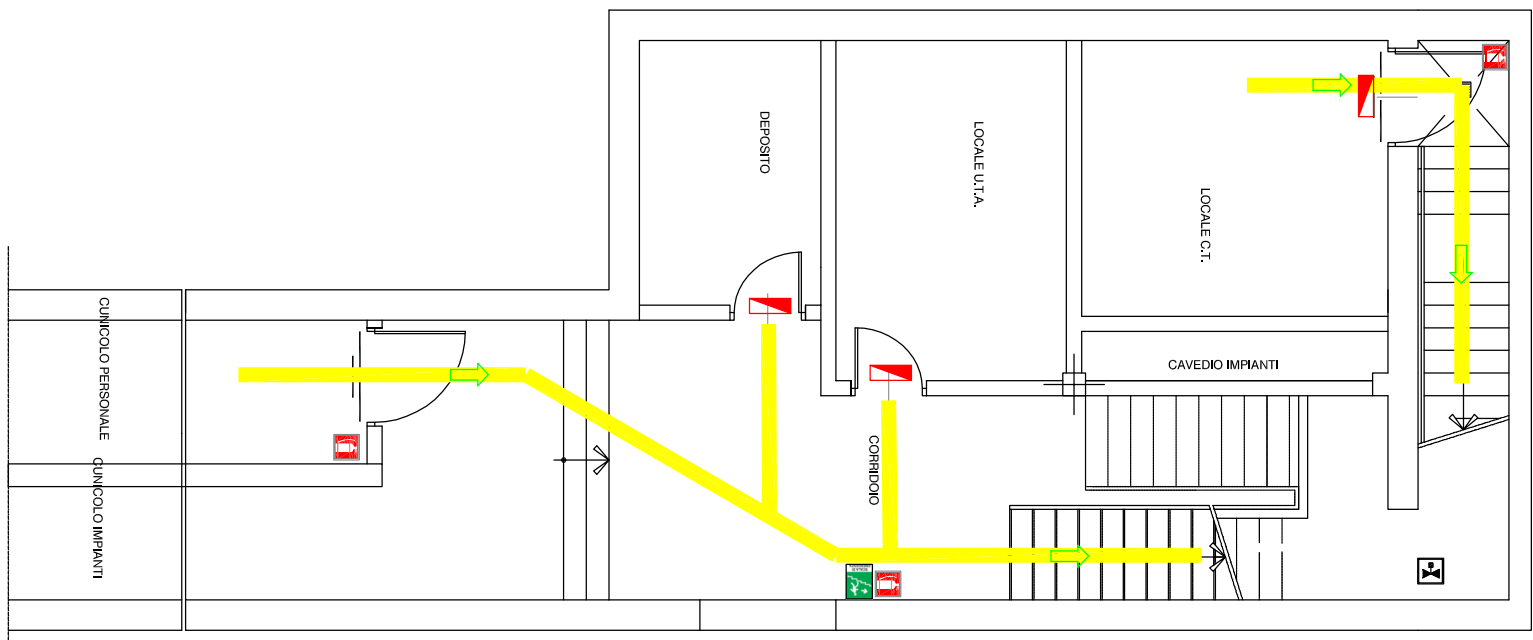 DEPOSITO
LOCALE U.T.A.
LOCALE C.T.
CAVEDIO IMPIANTI
CUNICOLO PERSONALE
CUNICOLO IMPIANTI
CORRIDOIO